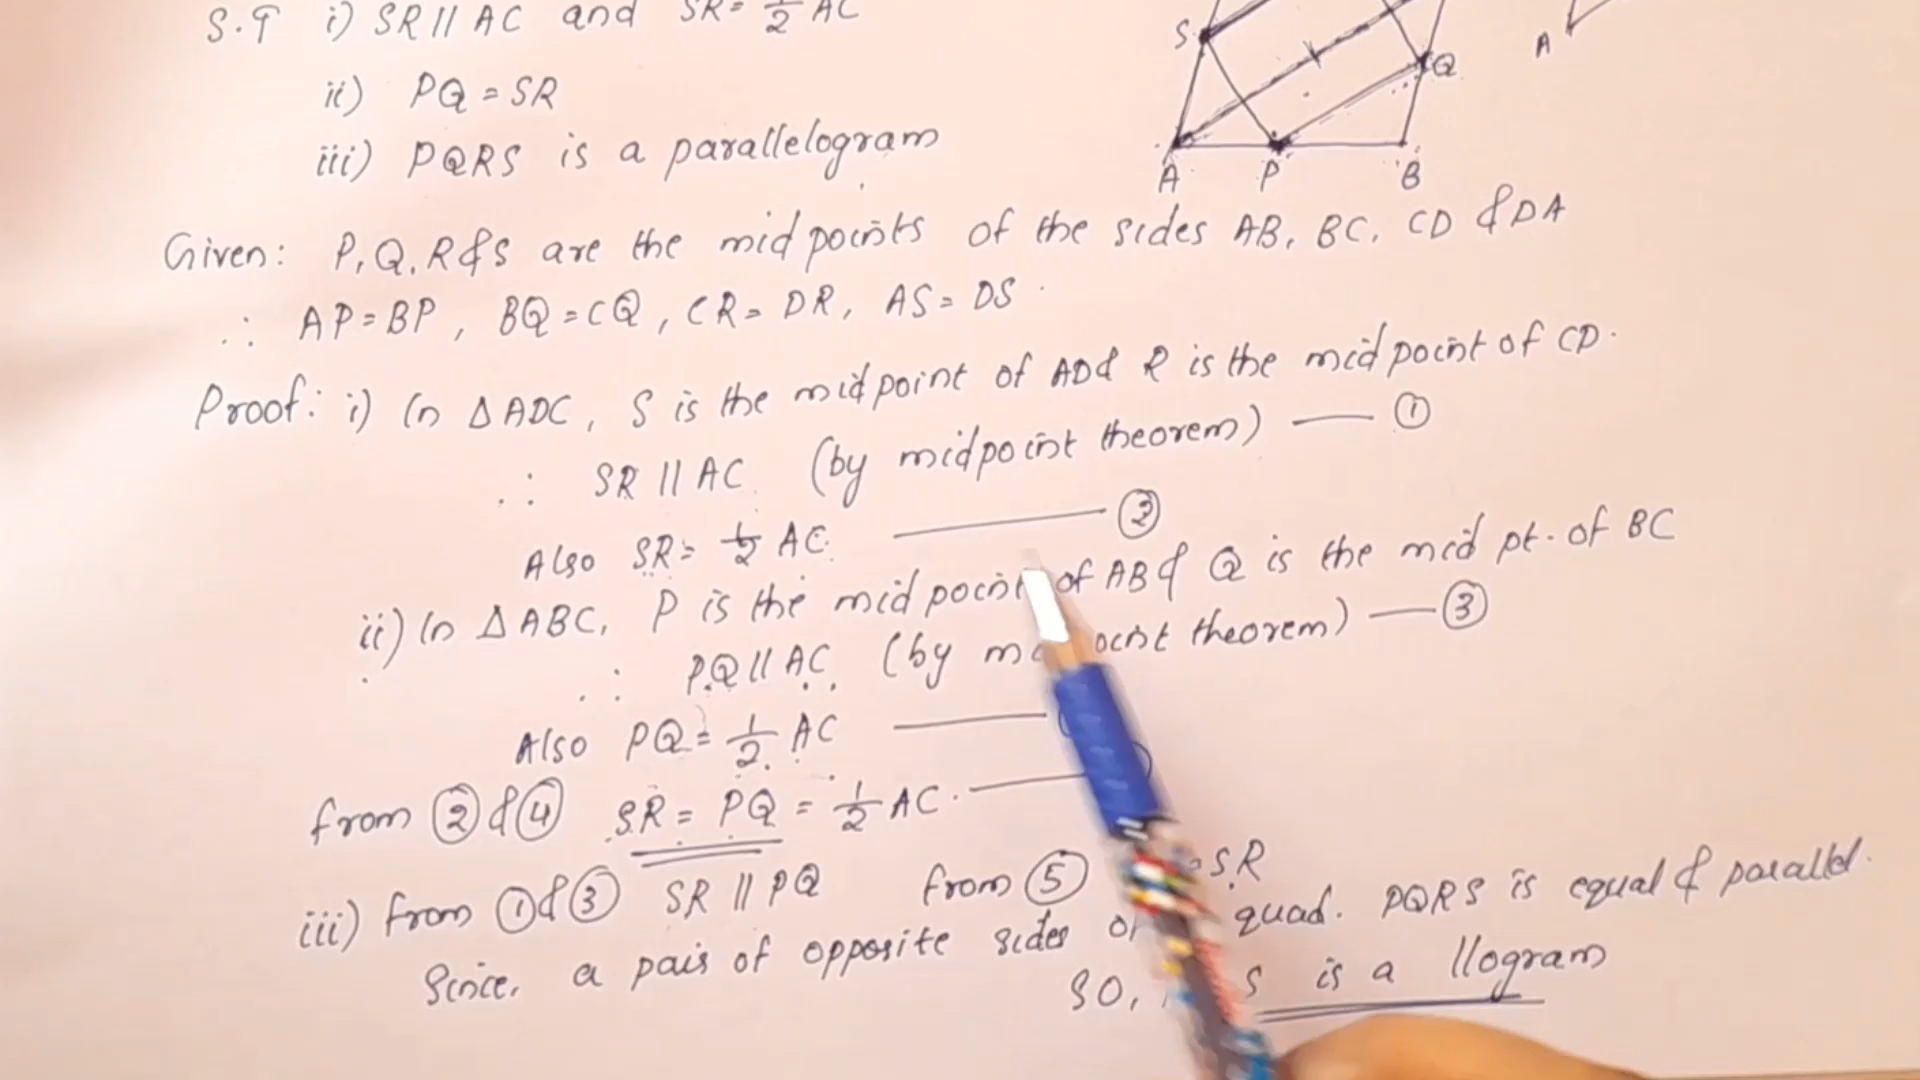 S.T i) SR // AC and SR = 1/2 AC
ii) PQ = SR
iii) PQRS is a parallelogram
S
Q
A
A P B
Given: P, Q, R & S are the mid points of the sides AB, BC, CD & DA
∴ AP = BP, BQ = CQ, CR = DR, AS = DS.
Proof: i) In △ ADC, S is the midpoint of AD & R is the mid point of CD.
∴ SR // AC (by midpoint theorem) — ①
Also SR = 1/2 AC — ②
ii) In △ ABC, P is the mid point of AB & Q is the mid pt. of BC
∴ PQ // AC (by theorem) — ③
Also PQ = 1/2 AC —
from ② & ④ SR = PQ = 1/2 AC. —
iii) from ① & ③ SR // PQ from ⑤ = SR
Since, a pair of opposite sides quad. PQRS is equal & parallel.
So, S is a llogram